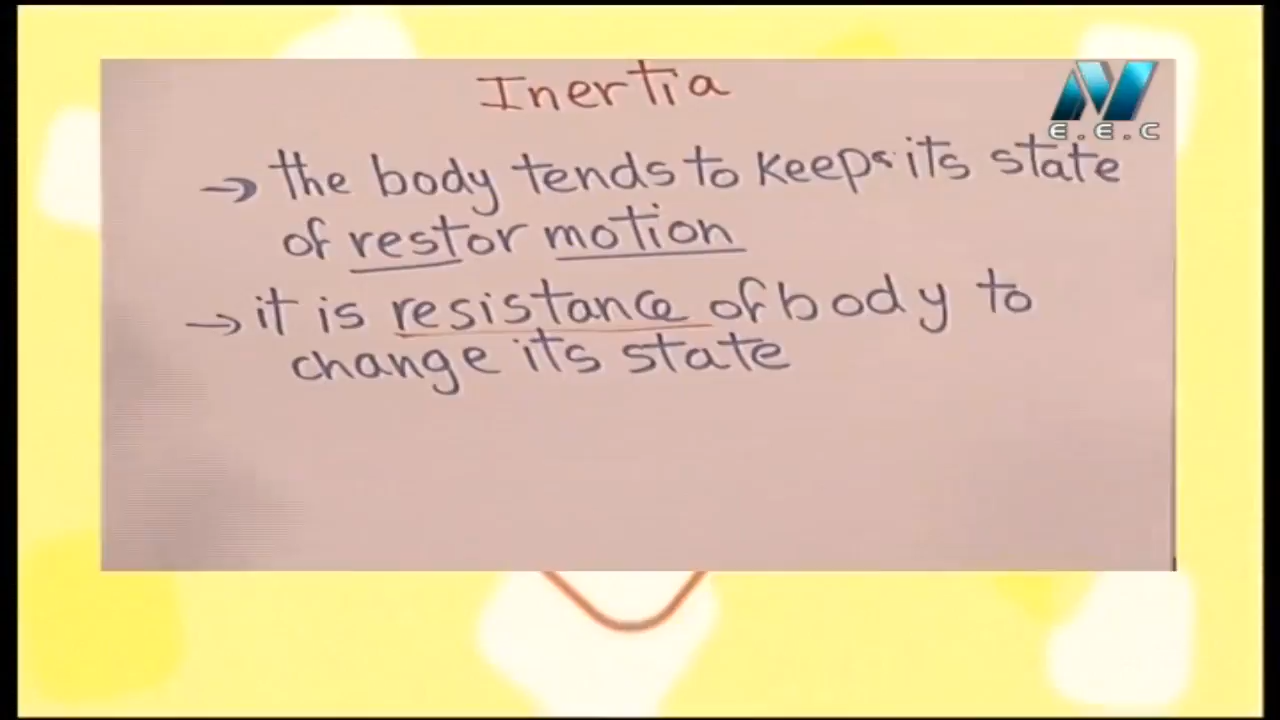 Inertia
E.E.C
→ the body tends to keeps its state
of rest or motion
→ it is resistance of body to
change its state